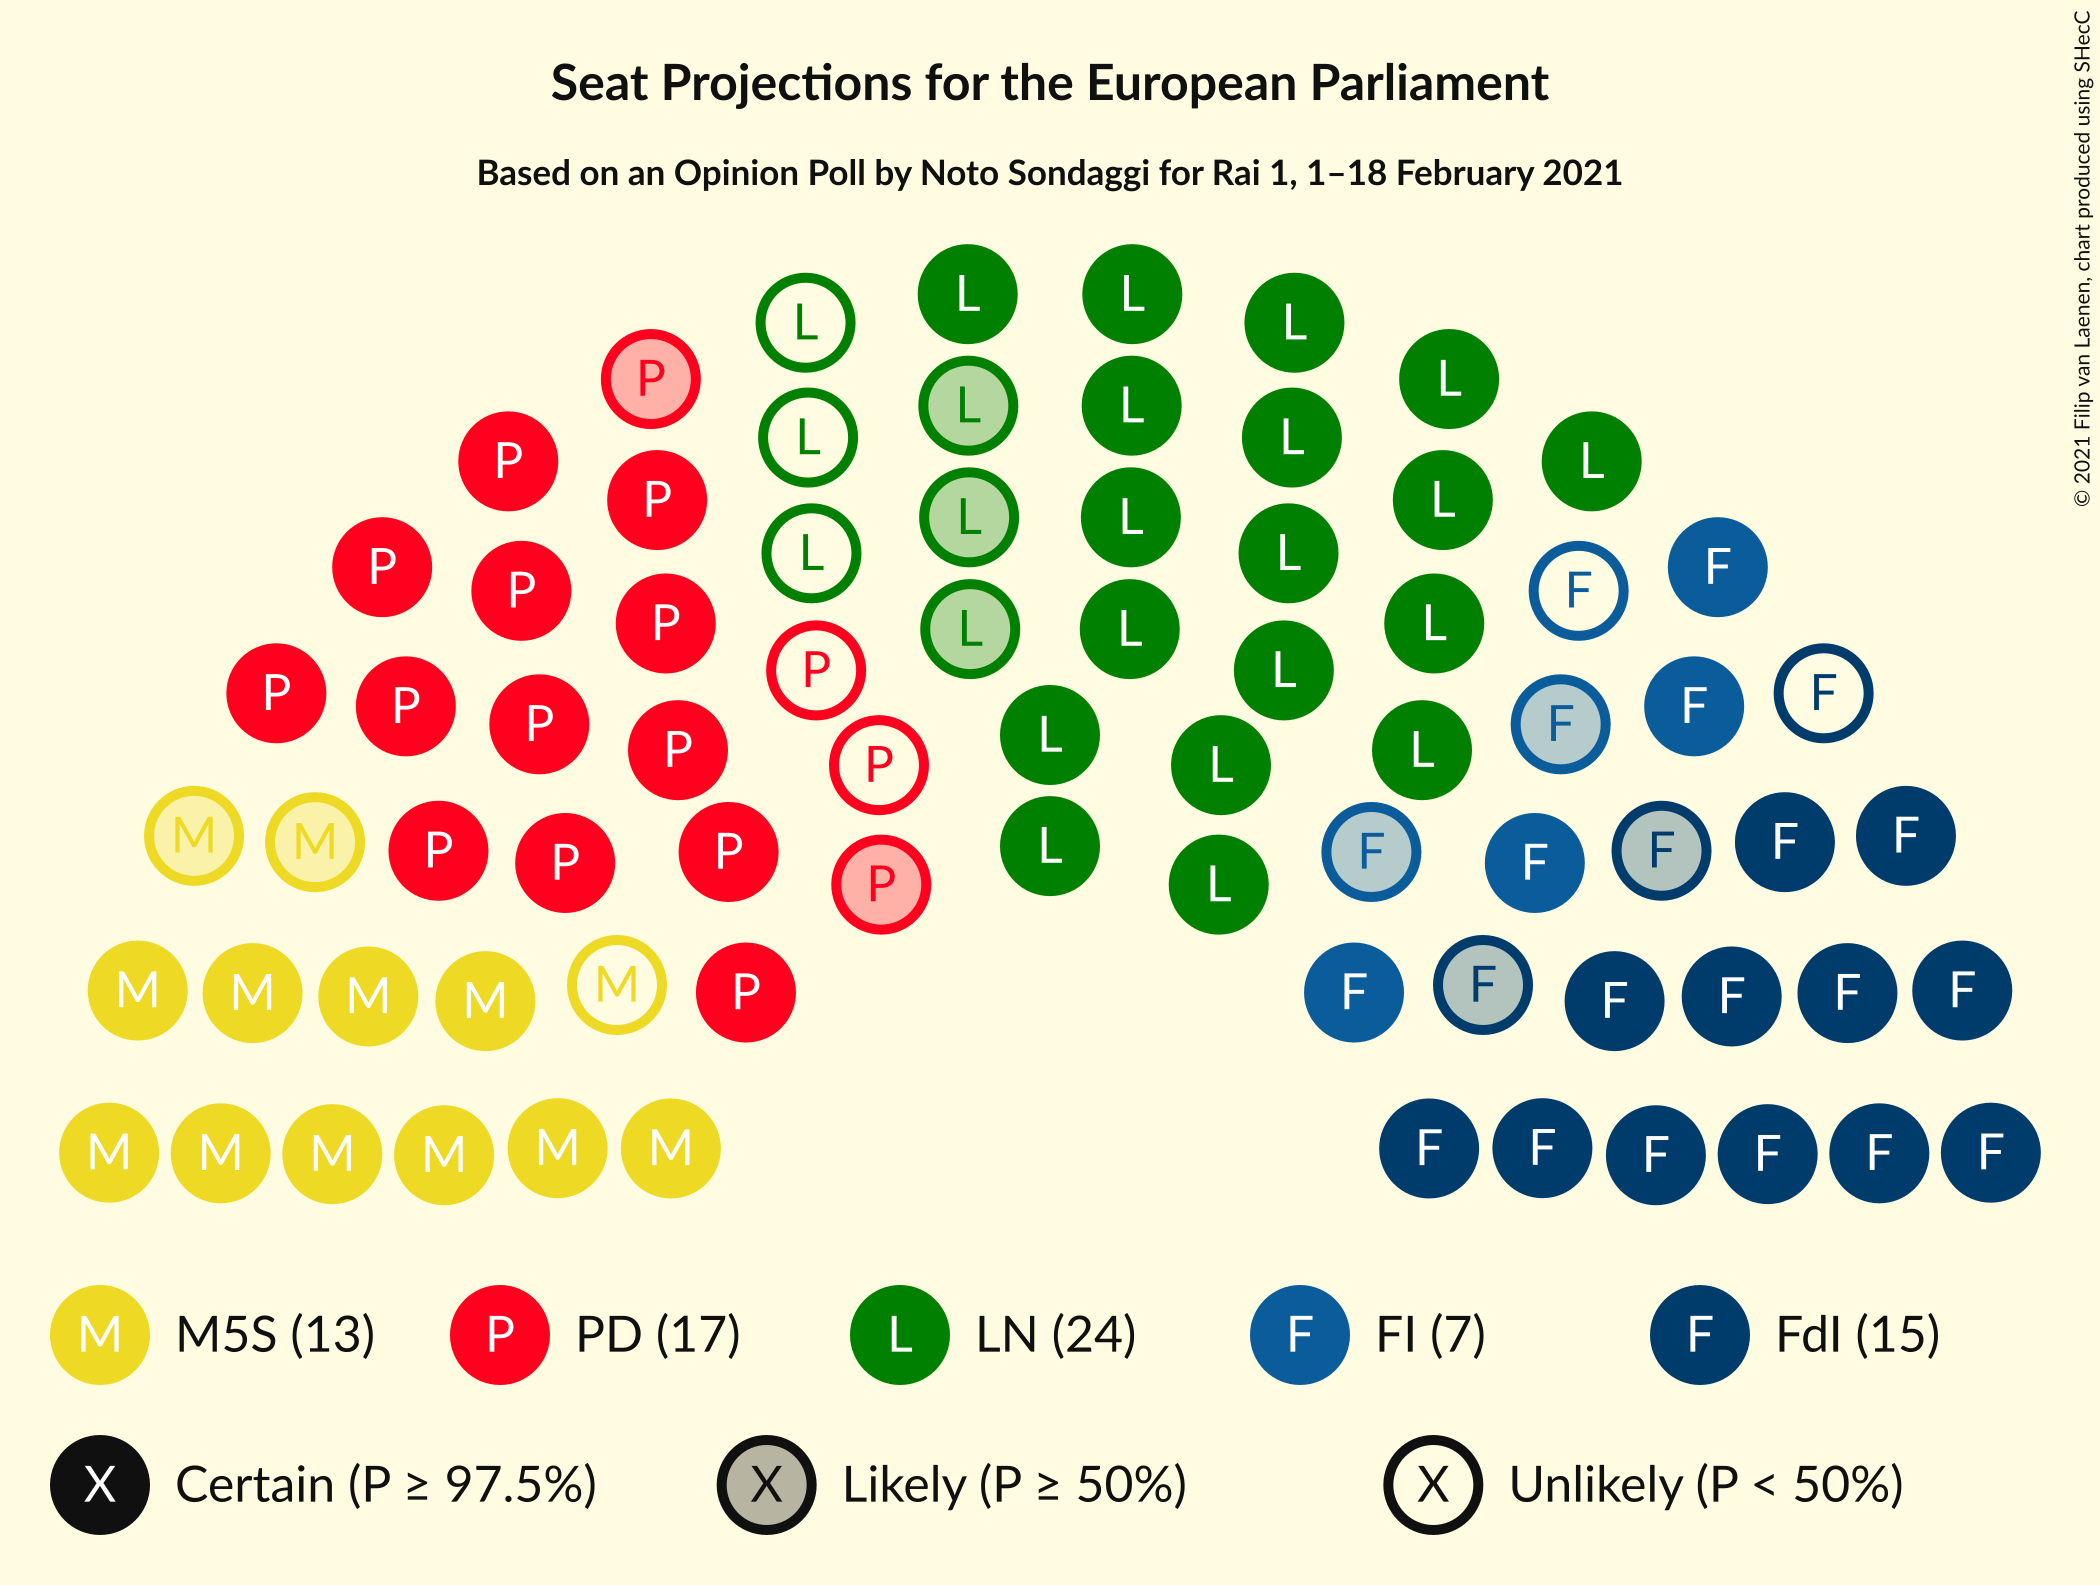 Seat Projections for the European Parliament
Based on an Opinion Poll by Noto Sondaggi for Rai 1, 1–18 February 2021
© 2021 Filip van Laenen, chart produced using SHecC
L L L L
P L L P
L L L L
P L L P
P L L L
P L L P
F F
P L L P
P L L F
P P F F
P P L F
P P L L F
P L L F
M M P P P P L L F F F F F
M M M M M P F F F F F F
M M M M M M F F F F F F
M M5S (13) P PD (17) L LN (24) F FI (7) F FdI (15)
X Certain (P ≥ 97.5%) X Likely (P ≥ 50%) X Unlikely (P < 50%)